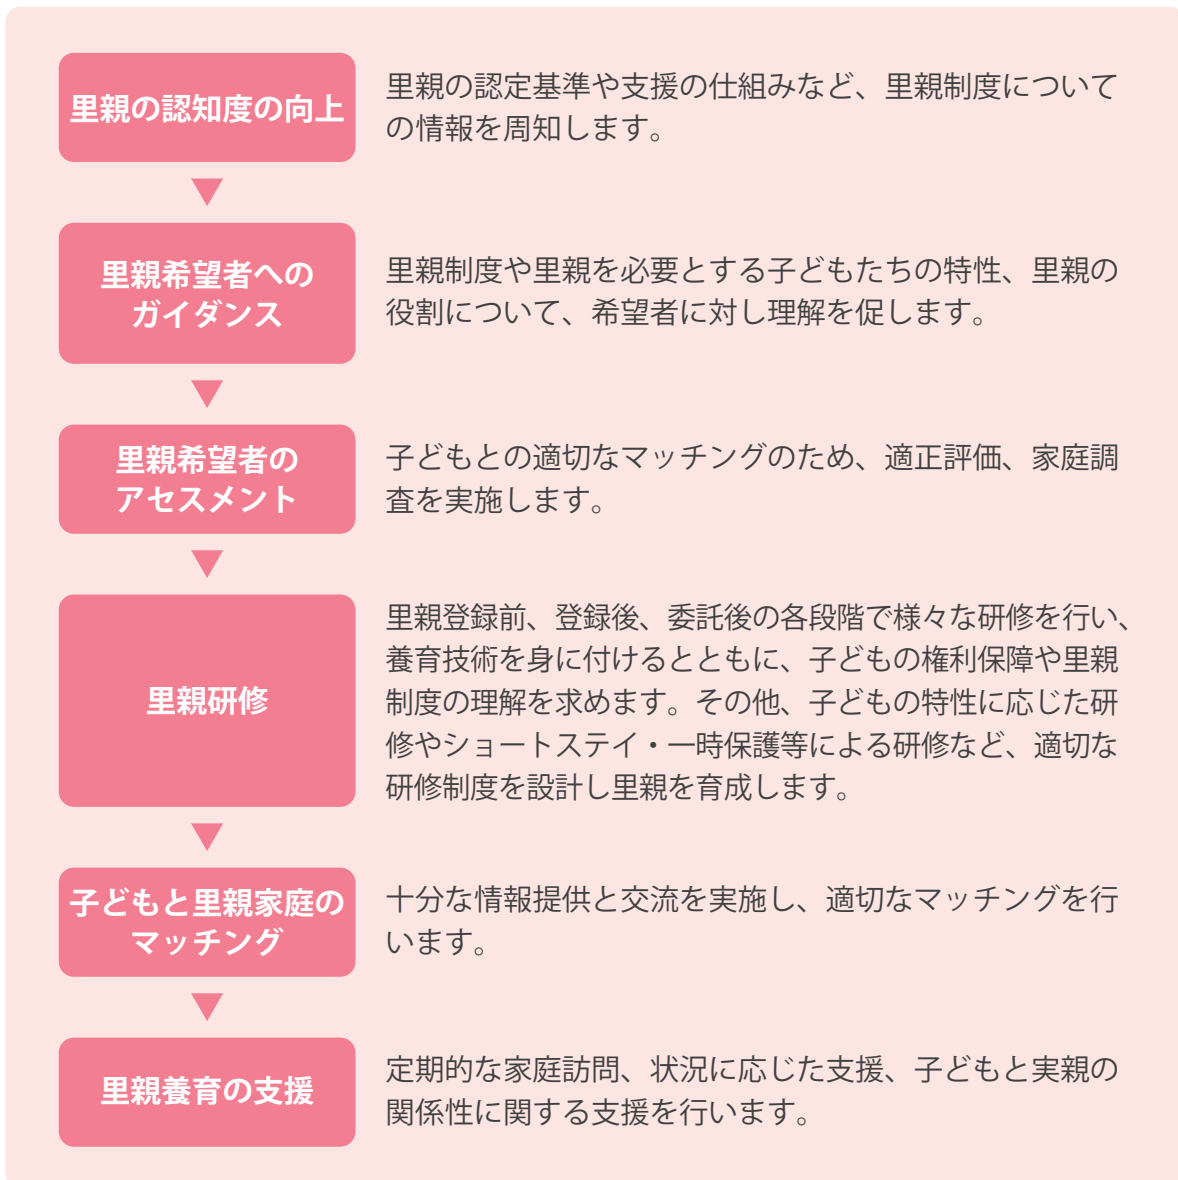 里親の認知度の向上
里親の認定基準や支援の仕組みなど、里親制度について
の情報を周知します。
里親希望者への
ガイダンス
里親制度や里親を必要とする子どもたちの特性、里親の
役割について、希望者に対し理解を促します。
里親希望者の
アセスメント
子どもとの適切なマッチングのため、適正評価、家庭調
査を実施します。
里親研修
里親登録前、登録後、委託後の各段階で様々な研修を行い、
養育技術を身に付けるとともに、子どもの権利保障や里親
制度の理解を求めます。その他、子どもの特性に応じた研
修やショートステイ・一時保護等による研修など、適切な
研修制度を設計し里親を育成します。
子どもと里親家庭の
マッチング
十分な情報提供と交流を実施し、適切なマッチングを行
います。
里親養育の支援
定期的な家庭訪問、状況に応じた支援、子どもと実親の
関係性に関する支援を行います。